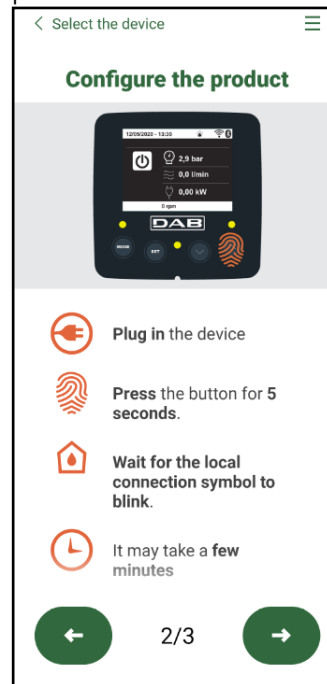 Select the device
Configure the product
12/05/2020 - 13:30
2,9 bar
0,0 l/min
0,00 kW
0 rpm
DAB
MODE
SET
Plug in the device
Press the button for 5
seconds.
Wait for the local
connection symbol to
blink.
It may take a few
minutes
2/3